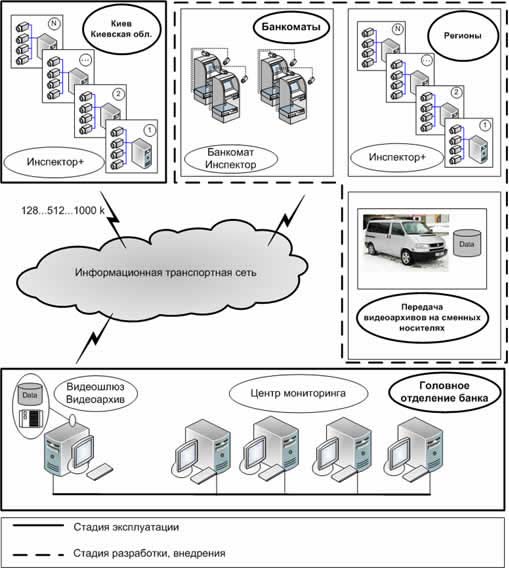 Киев
Киевская обл.
N
...
2
1
Инспектор+
Банкоматы
Банкомат
Инспектор
Регионы
N
...
2
1
Инспектор+
128...512...1000 k
Информационная транспортная сеть
Data
Передача
видеоархивов на сменных
носителях
Data
Видеошлюз
Видеоархив
Центр мониторинга
Головное
отделение банка
Стадия эксплуатации
Стадия разработки, внедрения